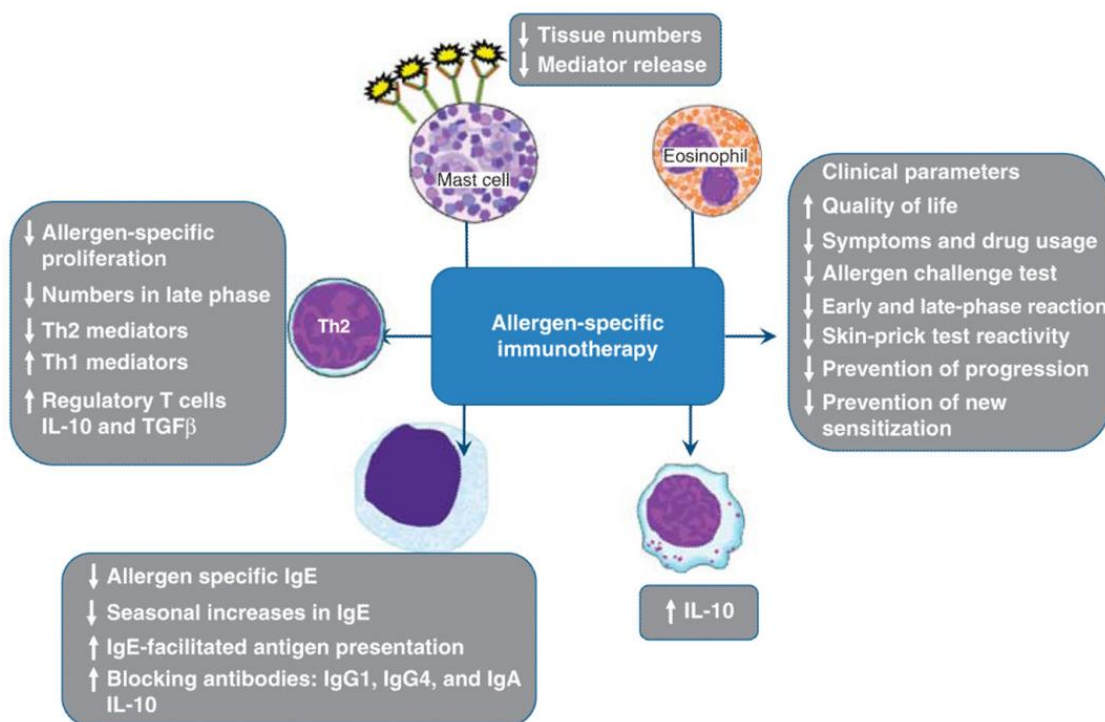 ↓ Tissue numbers
↓ Mediator release
Mast cell
Eosinophil
Clinical parameters
↑ Quality of life
↓ Symptoms and drug usage
↓ Allergen challenge test
↓ Early and late-phase reaction
↓ Skin-prick test reactivity
↓ Prevention of progression
↓ Prevention of new
sensitization
↓ Allergen-specific
proliferation
↓ Numbers in late phase
↓ Th2 mediators
↑ Th1 mediators
↑ Regulatory T cells
IL-10 and TGFβ
Th2
Allergen-specific
immunotherapy
↓ Allergen specific IgE
↓ Seasonal increases in IgE
↑ IgE-facilitated antigen presentation
↑ Blocking antibodies: IgG1, IgG4, and IgA
IL-10
↑ IL-10